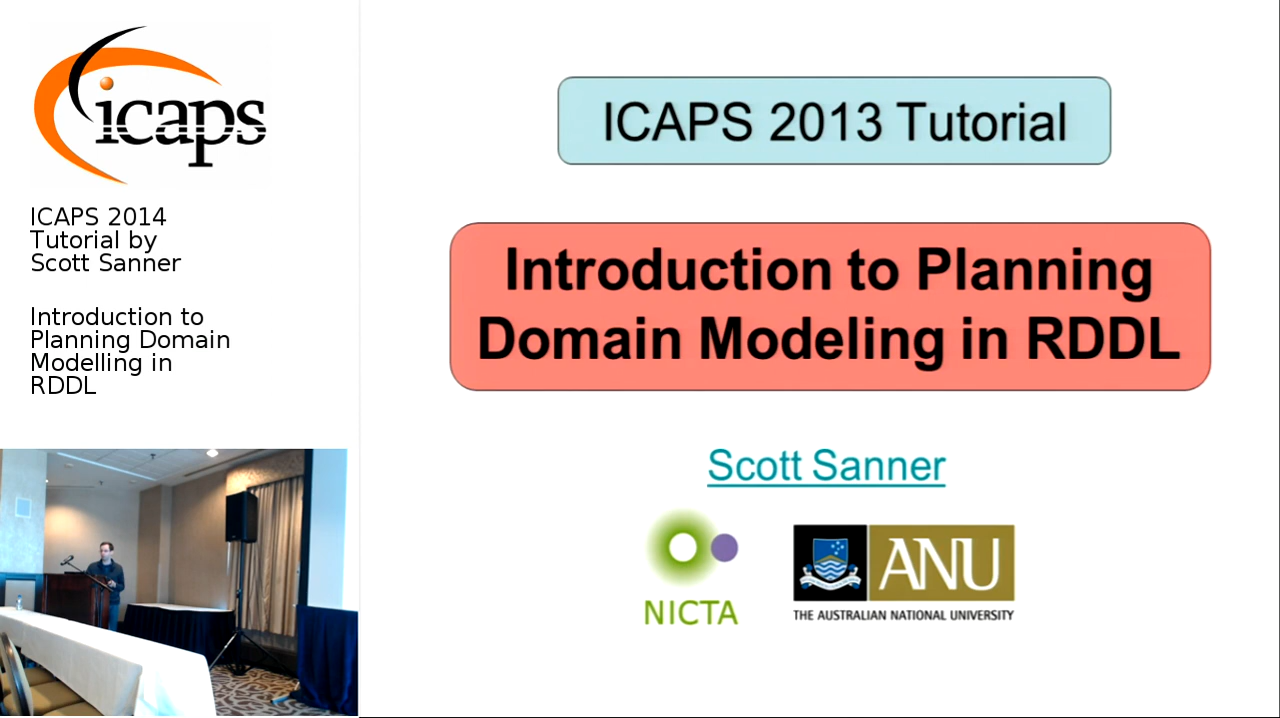 icaps
ICAPS 2014
Tutorial by
Scott Sanner
Introduction to
Planning Domain
Modelling in
RDDL
ICAPS 2013 Tutorial
Introduction to Planning
Domain Modeling in RDDL
Scott Sanner
NICTA
ANU
THE AUSTRALIAN NATIONAL UNIVERSITY